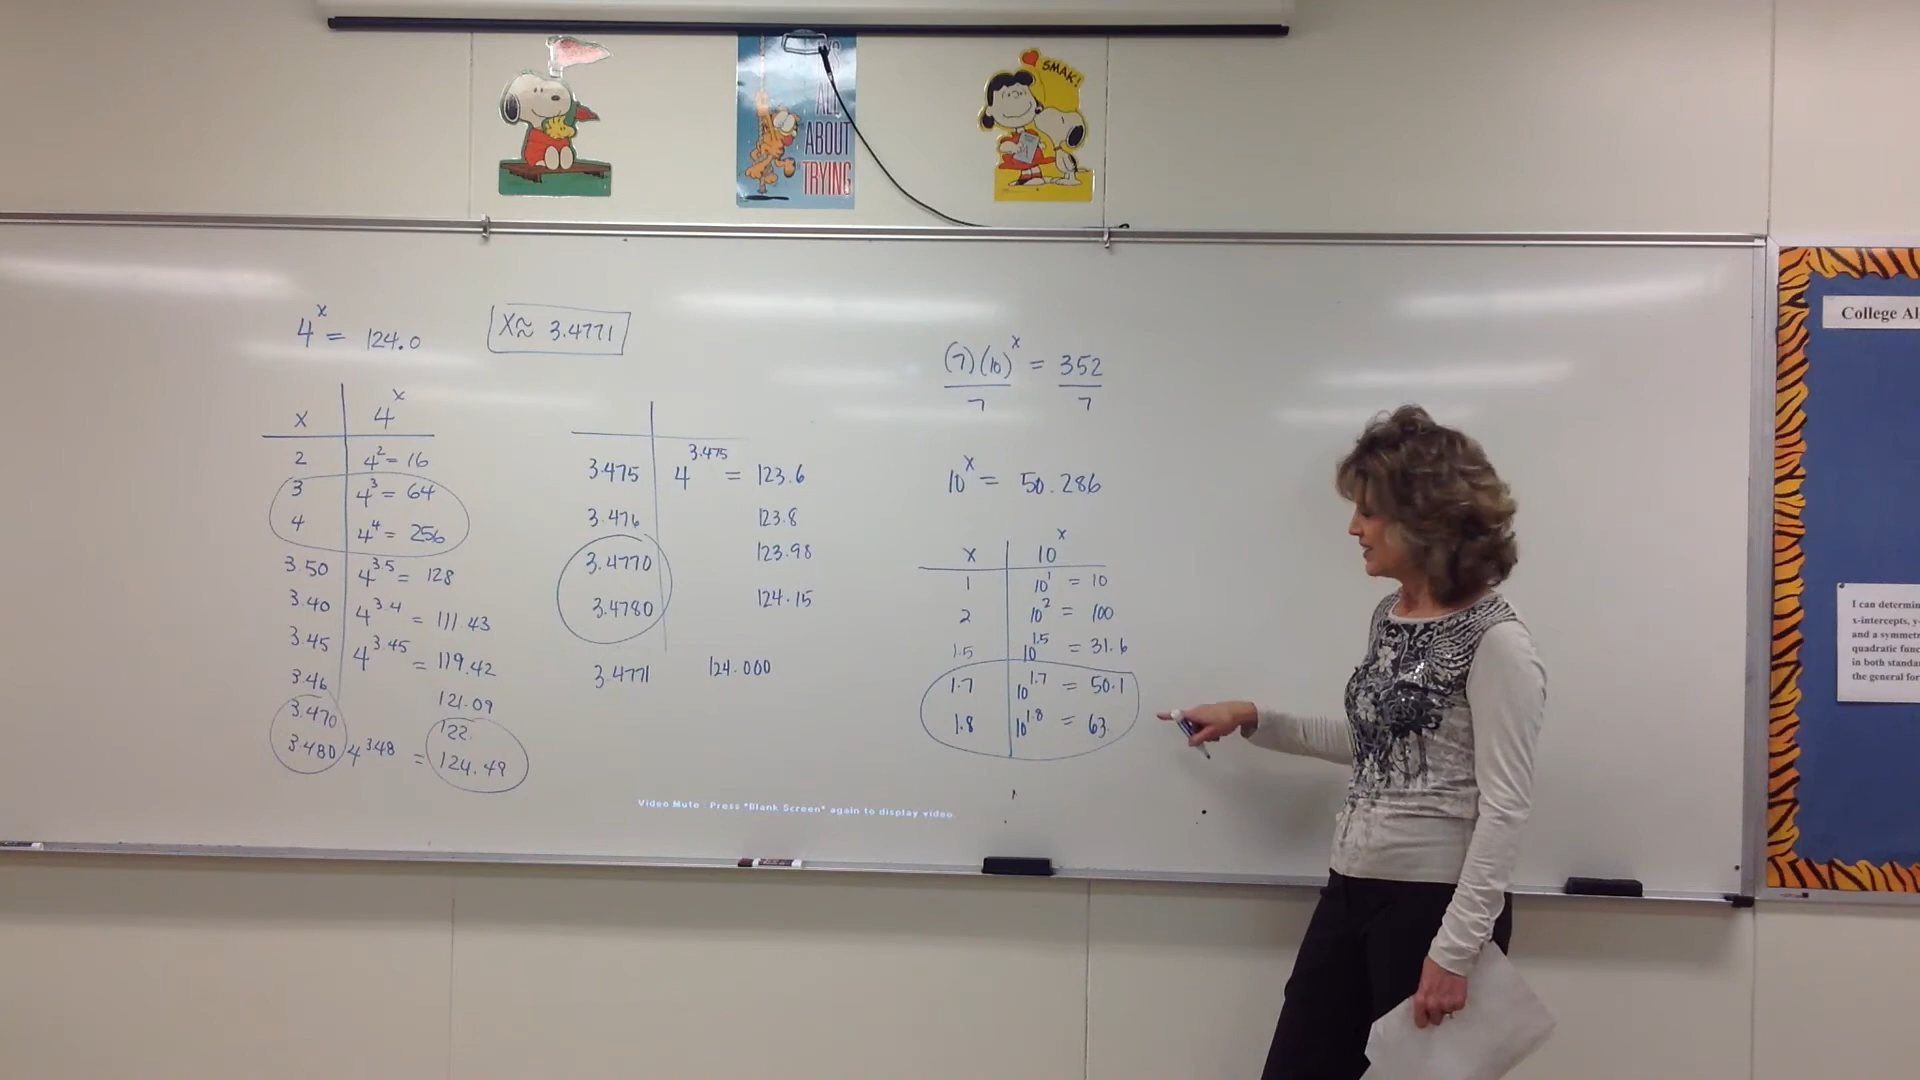 ALL
ABOUT
TRYING
SMAK!
4^x = 124.0
x ≈ 3.4771
x 4^x
2 4^2 = 16
3 4^3 = 64
4 4^4 = 256
3.50 4^3.5 = 128
3.40 4^3.4 = 111.43
3.45 4^3.45 = 119.42
3.46 121.09
3.470 122.
3.480 4^3.48 = 124.49
3.475 4^3.475 = 123.6
3.476 123.8
3.4770 123.98
3.4780 124.15
3.4771 124.000
(7)(10)^x = 352
7 7
10^x = 50.286
x 10^x
1 10^1 = 10
2 10^2 = 100
1.5 10^1.5 = 31.6
1.7 10^1.7 = 50.1
1.8 10^1.8 = 63.
Video Mute : Press "Blank Screen" again to display video.
College Al
I can determin
x-intercepts, y-
and a symmetr
quadratic func
in both standa
the general for